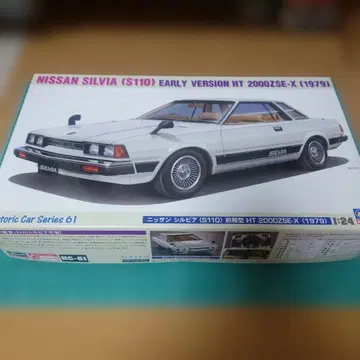 NISSAN SILVIA (S110) EARLY VERSION HT 2000ZSE-X (1979)
SILVIA
toric Car Series 61
ニッサン シルビア (S110) 前期型 HT 2000ZSE-X (1979)
1:24
HC-61